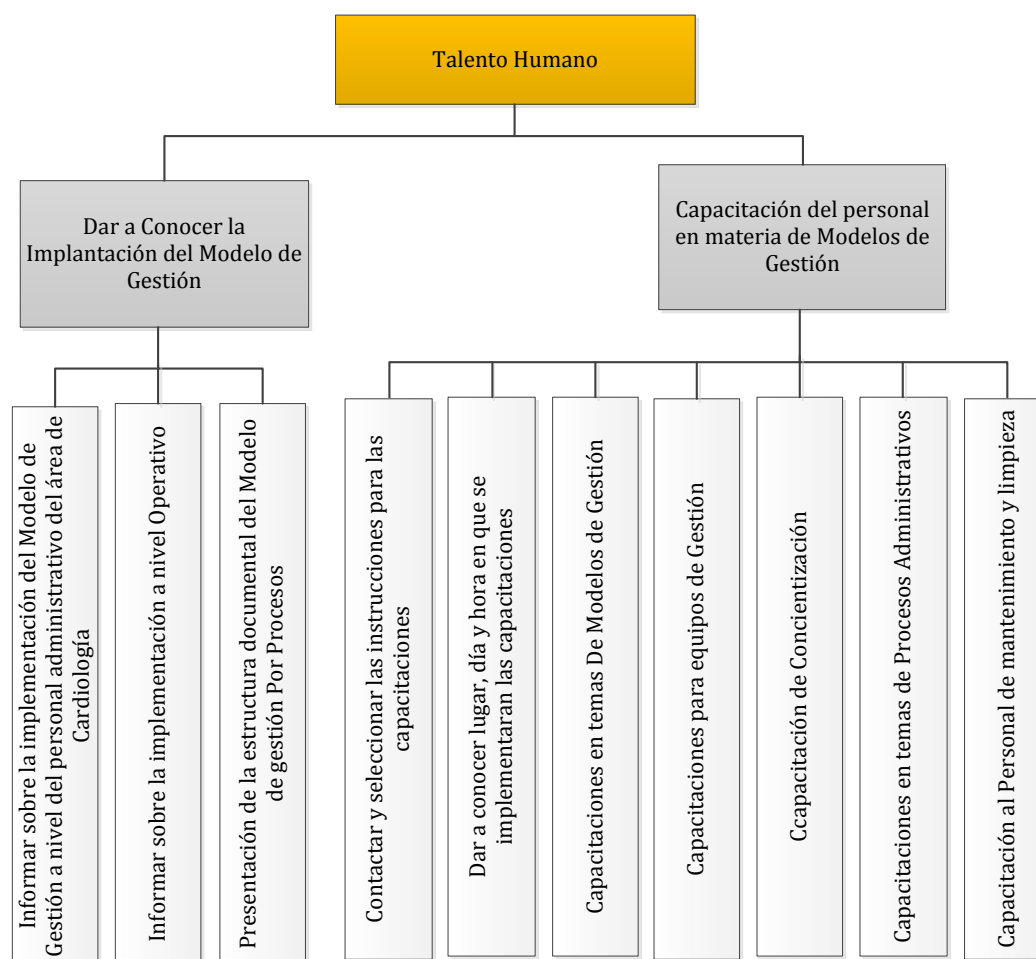 Talento Humano
Dar a Conocer la
Implantación del Modelo de
Gestión
Capacitación del personal
en materia de Modelos de
Gestión
Informar sobre la implementación del Modelo de
Gestión a nivel del personal administrativo del área de
Cardiología
Informar sobre la implementación a nivel Operativo
Presentación de la estructura documental del Modelo
de gestión Por Procesos
Contactar y seleccionar las instrucciones para las
capacitaciones
Dar a conocer lugar, día y hora en que se
implementaran las capacitaciones
Capacitaciones en temas De Modelos de Gestión
Capacitaciones para equipos de Gestión
Ccapacitación de Concientización
Capacitaciones en temas de Procesos Administrativos
Capacitación al Personal de mantenimiento y limpieza